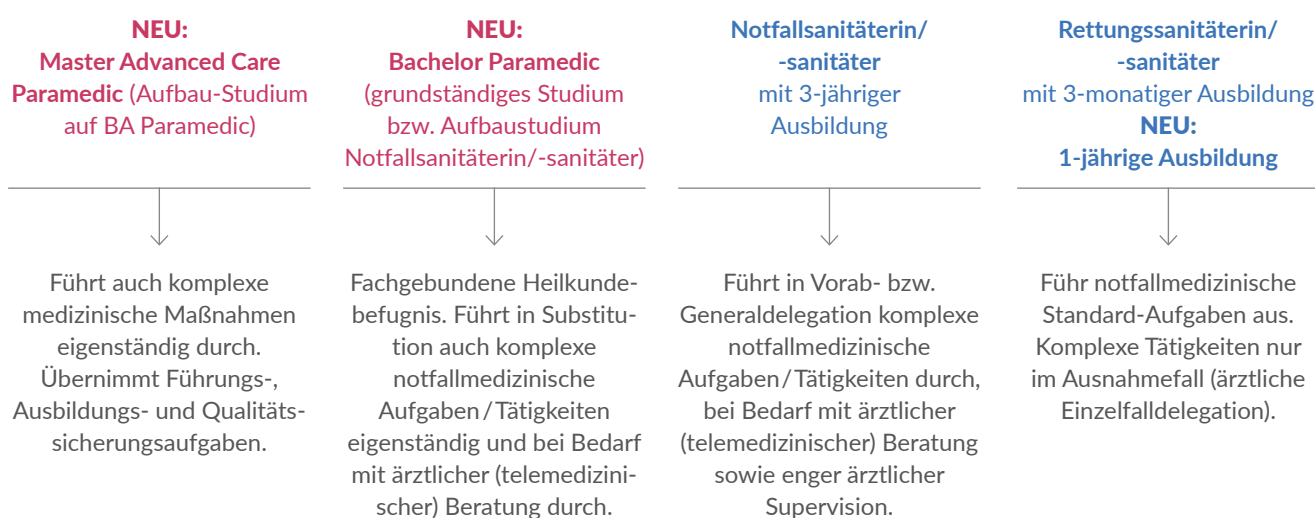 NEU:
Master Advanced Care
Paramedic (Aufbau-Studium
auf BA Paramedic)
Führt auch komplexe
medizinische Maßnahmen
eigenständig durch.
Übernimmt Führungs-,
Ausbildungs- und Qualitäts-
sicherungsaufgaben.
NEU:
Bachelor Paramedic
(grundständiges Studium
bzw. Aufbaustudium
Notfallsanitäterin/-sanitäter)
Fachgebundene Heilkunde-
befugnis. Führt in Substitu-
tion auch komplexe
notfallmedizinische
Aufgaben/Tätigkeiten
eigenständig und bei Bedarf
mit ärztlicher (telemedizini-
scher) Beratung durch.
Notfallsanitäterin/
-sanitäter
mit 3-jähriger
Ausbildung
Führt in Vorab- bzw.
Generaldelegation komplexe
notfallmedizinische
Aufgaben/Tätigkeiten durch,
bei Bedarf mit ärztlicher
(telemedizinischer) Beratung
sowie enger ärztlicher
Supervision.
Rettungssanitäterin/
-sanitäter
mit 3-monatiger Ausbildung
NEU:
1-jährige Ausbildung
Führ notfallmedizinische
Standard-Aufgaben aus.
Komplexe Tätigkeiten nur
im Ausnahmefall (ärztliche
Einzelfalldelegation).